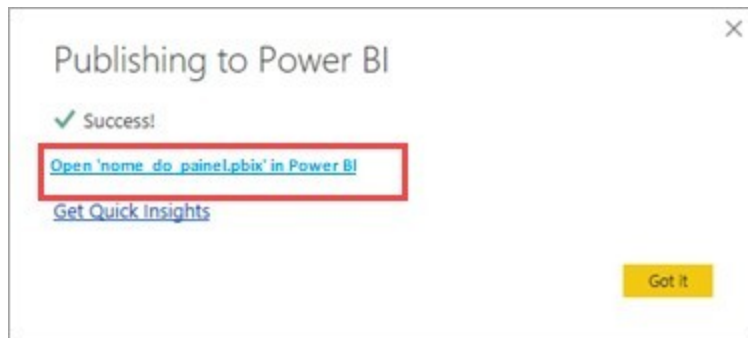 Publishing to Power BI
Success!
Open 'nome_do_painel.pbix' in Power BI
Get Quick Insights
Got it